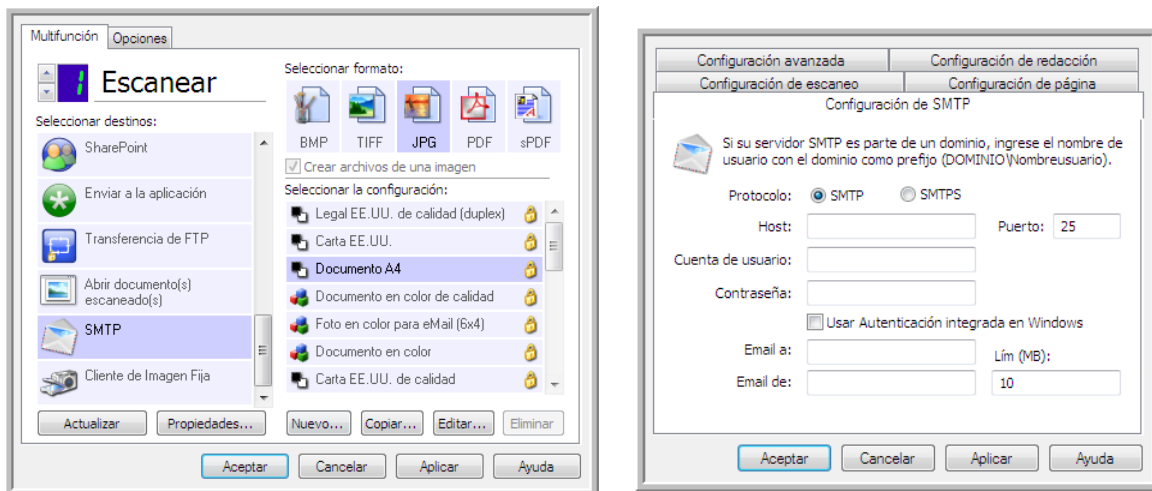 Multifunción
Opciones
1
Escanear
Seleccionar destinos:
SharePoint
Enviar a la aplicación
Transferencia de FTP
Abrir documento(s)
escaneado(s)
SMTP
Cliente de Imagen Fija
Actualizar
Propiedades...
Seleccionar formato:
BMP
TIFF
JPG
PDF
sPDF
Crear archivos de una imagen
Seleccionar la configuración:
Legal EE.UU. de calidad (duplex)
Carta EE.UU.
Documento A4
Documento en color de calidad
Foto en color para eMail (6x4)
Documento en color
Carta EE.UU. de calidad
Nuevo...
Copiar...
Editar...
Eliminar
Aceptar
Cancelar
Aplicar
Ayuda
Configuración avanzada
Configuración de redacción
Configuración de escaneo
Configuración de página
Configuración de SMTP
Si su servidor SMTP es parte de un dominio, ingrese el nombre de
usuario con el dominio como prefijo (DOMINIO\Nombreusuario).
Protocolo:
SMTP
SMTPS
Host:
Puerto: 25
Cuenta de usuario:
Contraseña:
Usar Autenticación integrada en Windows
Email a:
Lím (MB):
Email de:
10
Aceptar
Cancelar
Aplicar
Ayuda